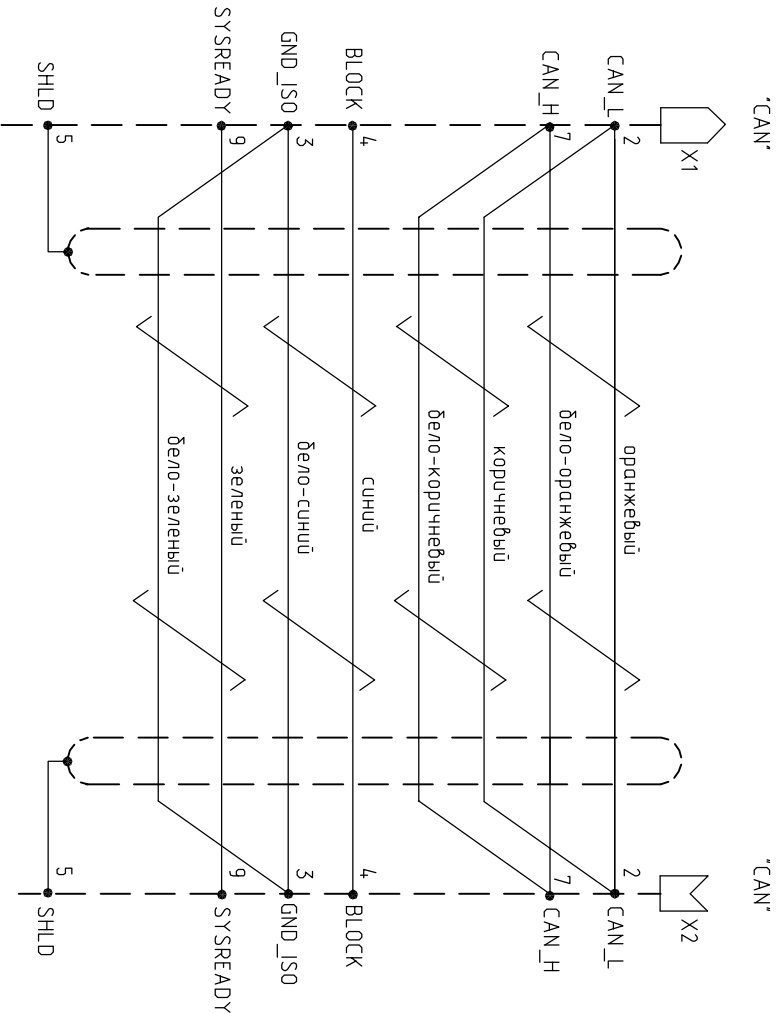 "CAN"
"CAN"
X1
X2
CAN_L
2
оранжевый
2
CAN_L
CAN_H
7
бело-оранжевый
7
CAN_H
коричневый
бело-коричневый
BLOCK
4
синий
4
BLOCK
GND_ISO
3
бело-синий
3
GND_ISO
SYSREADY
9
зеленый
9
SYSREADY
бело-зеленый
SHLD
5
5
SHLD